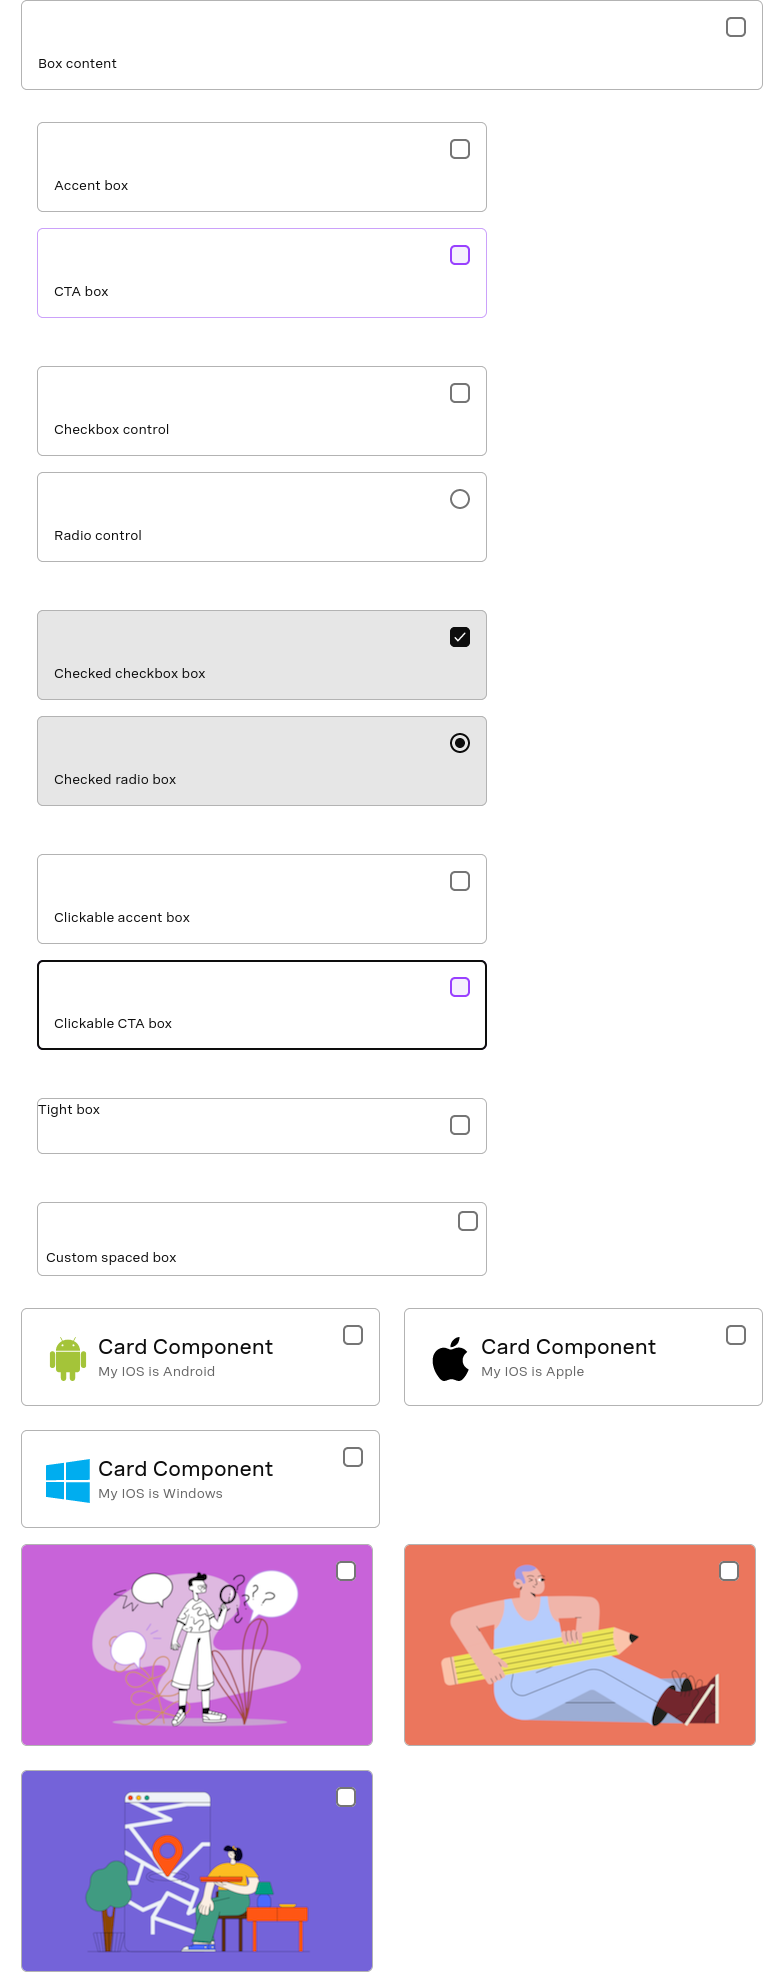 Box content
Accent box
CTA box
Checkbox control
Radio control
Checked checkbox box
Checked radio box
Clickable accent box
Clickable CTA box
Tight box
Custom spaced box
Card Component
My IOS is Android
Card Component
My IOS is Apple
Card Component
My IOS is Windows
? ? ?